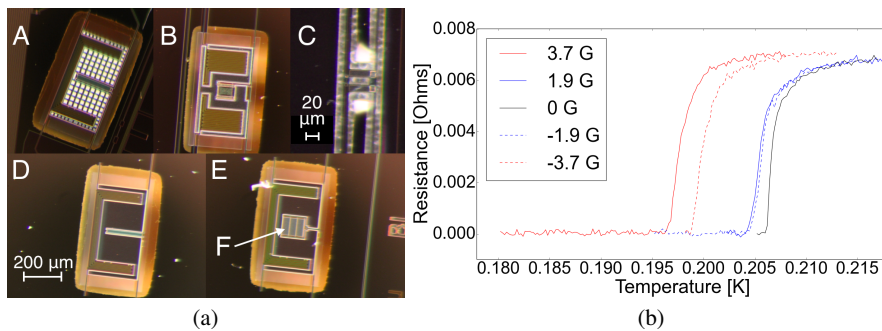 A
B
C
20
µm
D
E
F
200 µm
(a)
Resistance [Ohms]
0.008
0.006
0.004
0.002
0.000
3.7 G
1.9 G
0 G
-1.9 G
-3.7 G
0.180 0.185 0.190 0.195 0.200 0.205 0.210 0.215
Temperature [K]
(b)